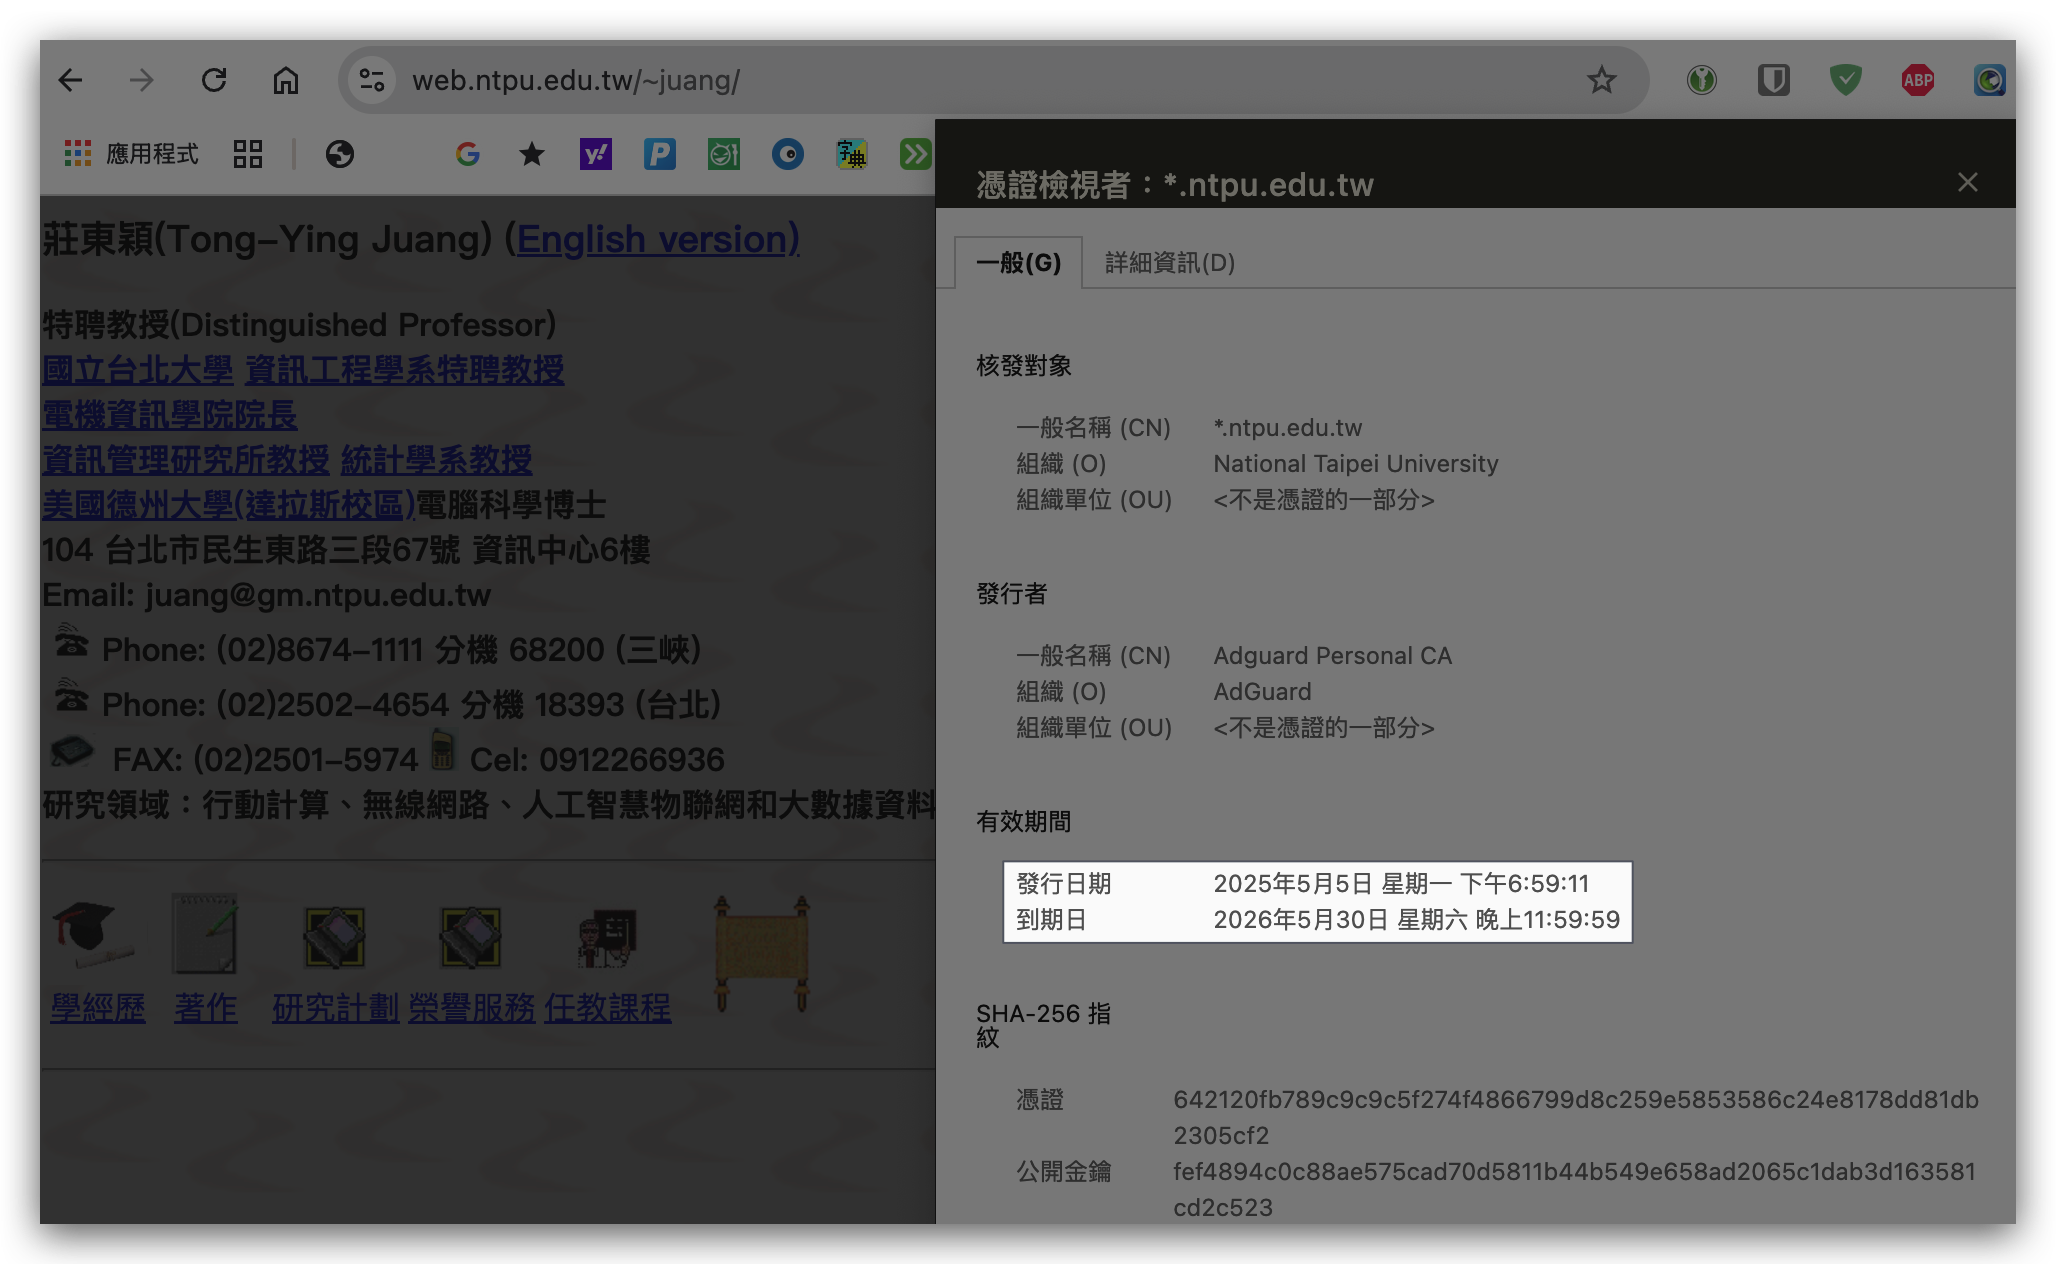 web.ntpu.edu.tw/~juang/
ABP
應用程式
G
y!
P
字典
莊東穎(Tong-Ying Juang) (English version)
特聘教授(Distinguished Professor)
國立台北大學 資訊工程學系特聘教授
電機資訊學院院長
資訊管理研究所教授 統計學系教授
美國德州大學(達拉斯校區)電腦科學博士
104 台北市民生東路三段67號 資訊中心6樓
Email: juang@gm.ntpu.edu.tw
Phone: (02)8674-1111 分機 68200 (三峽)
Phone: (02)2502-4654 分機 18393 (台北)
FAX: (02)2501-5974 Cel: 0912266936
研究領域：行動計算、無線網路、人工智慧物聯網和大數據資料
學經歷 著作 研究計劃 榮譽服務 任教課程
憑證檢視者：*.ntpu.edu.tw
一般(G) 詳細資訊(D)
核發對象
一般名稱 (CN) *.ntpu.edu.tw
組織 (O) National Taipei University
組織單位 (OU) <不是憑證的一部分>
發行者
一般名稱 (CN) Adguard Personal CA
組織 (O) AdGuard
組織單位 (OU) <不是憑證的一部分>
有效期間
發行日期 2025年5月5日 星期一 下午6:59:11
到期日 2026年5月30日 星期六 晚上11:59:59
SHA-256 指
紋
憑證 642120fb789c9c9c5f274f4866799d8c259e5853586c24e8178dd81db
2305cf2
公開金鑰 fef4894c0c88ae575cad70d5811b44b549e658ad2065c1dab3d163581
cd2c523